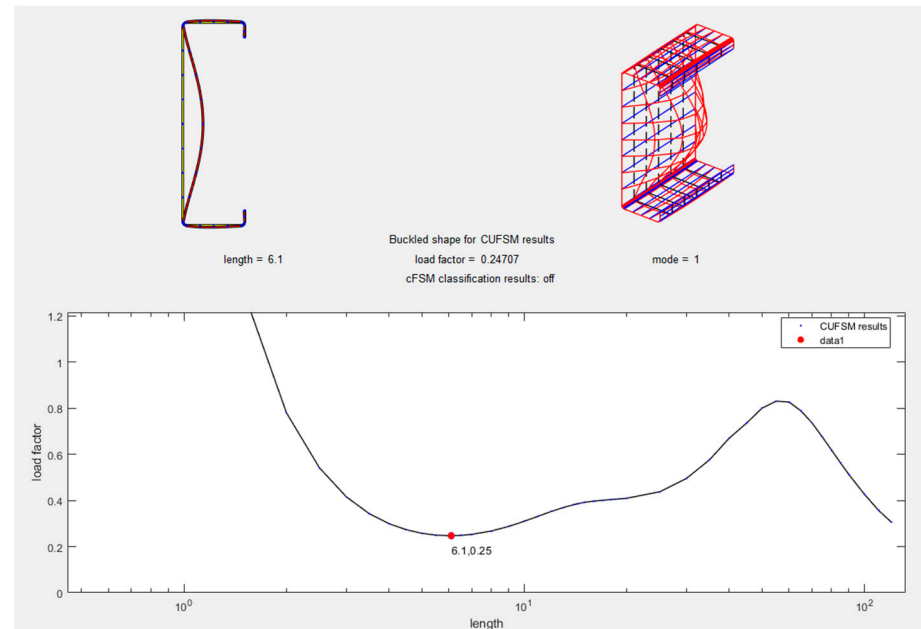 Buckled shape for CUFSM results
length = 6.1 load factor = 0.24707 mode = 1
cFSM classification results: off
1.2
1
0.8
0.6
0.4
0.2
0
load factor
CUFSM results
data1
6.1,0.25
10^0 10^1 10^2
length